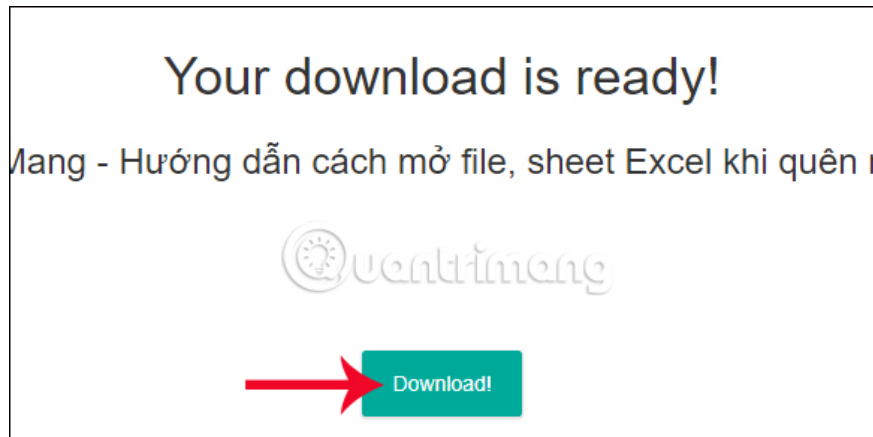 Your download is ready!
Mang - Hướng dẫn cách mở file, sheet Excel khi quên
Quantrimang
Download!